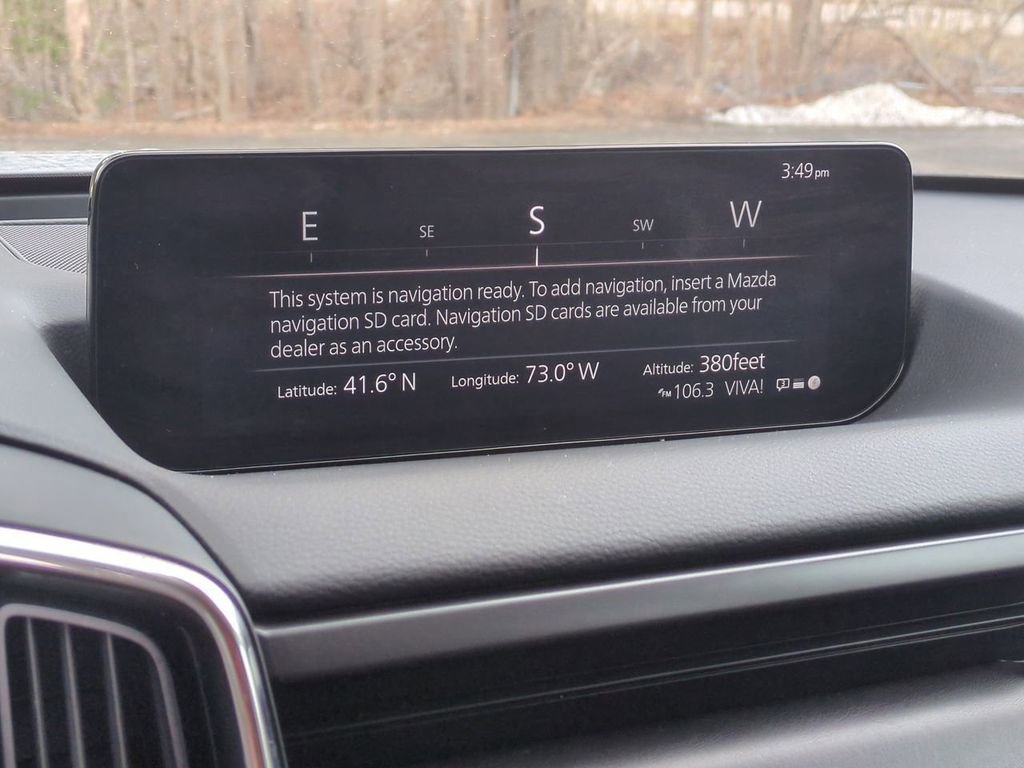 3:49pm
E SE S SW W
This system is navigation ready. To add navigation, insert a Mazda
navigation SD card. Navigation SD cards are available from your
dealer as an accessory.
Latitude: 41.6° N Longitude: 73.0° W Altitude: 380feet
FM 106.3 VIVA!